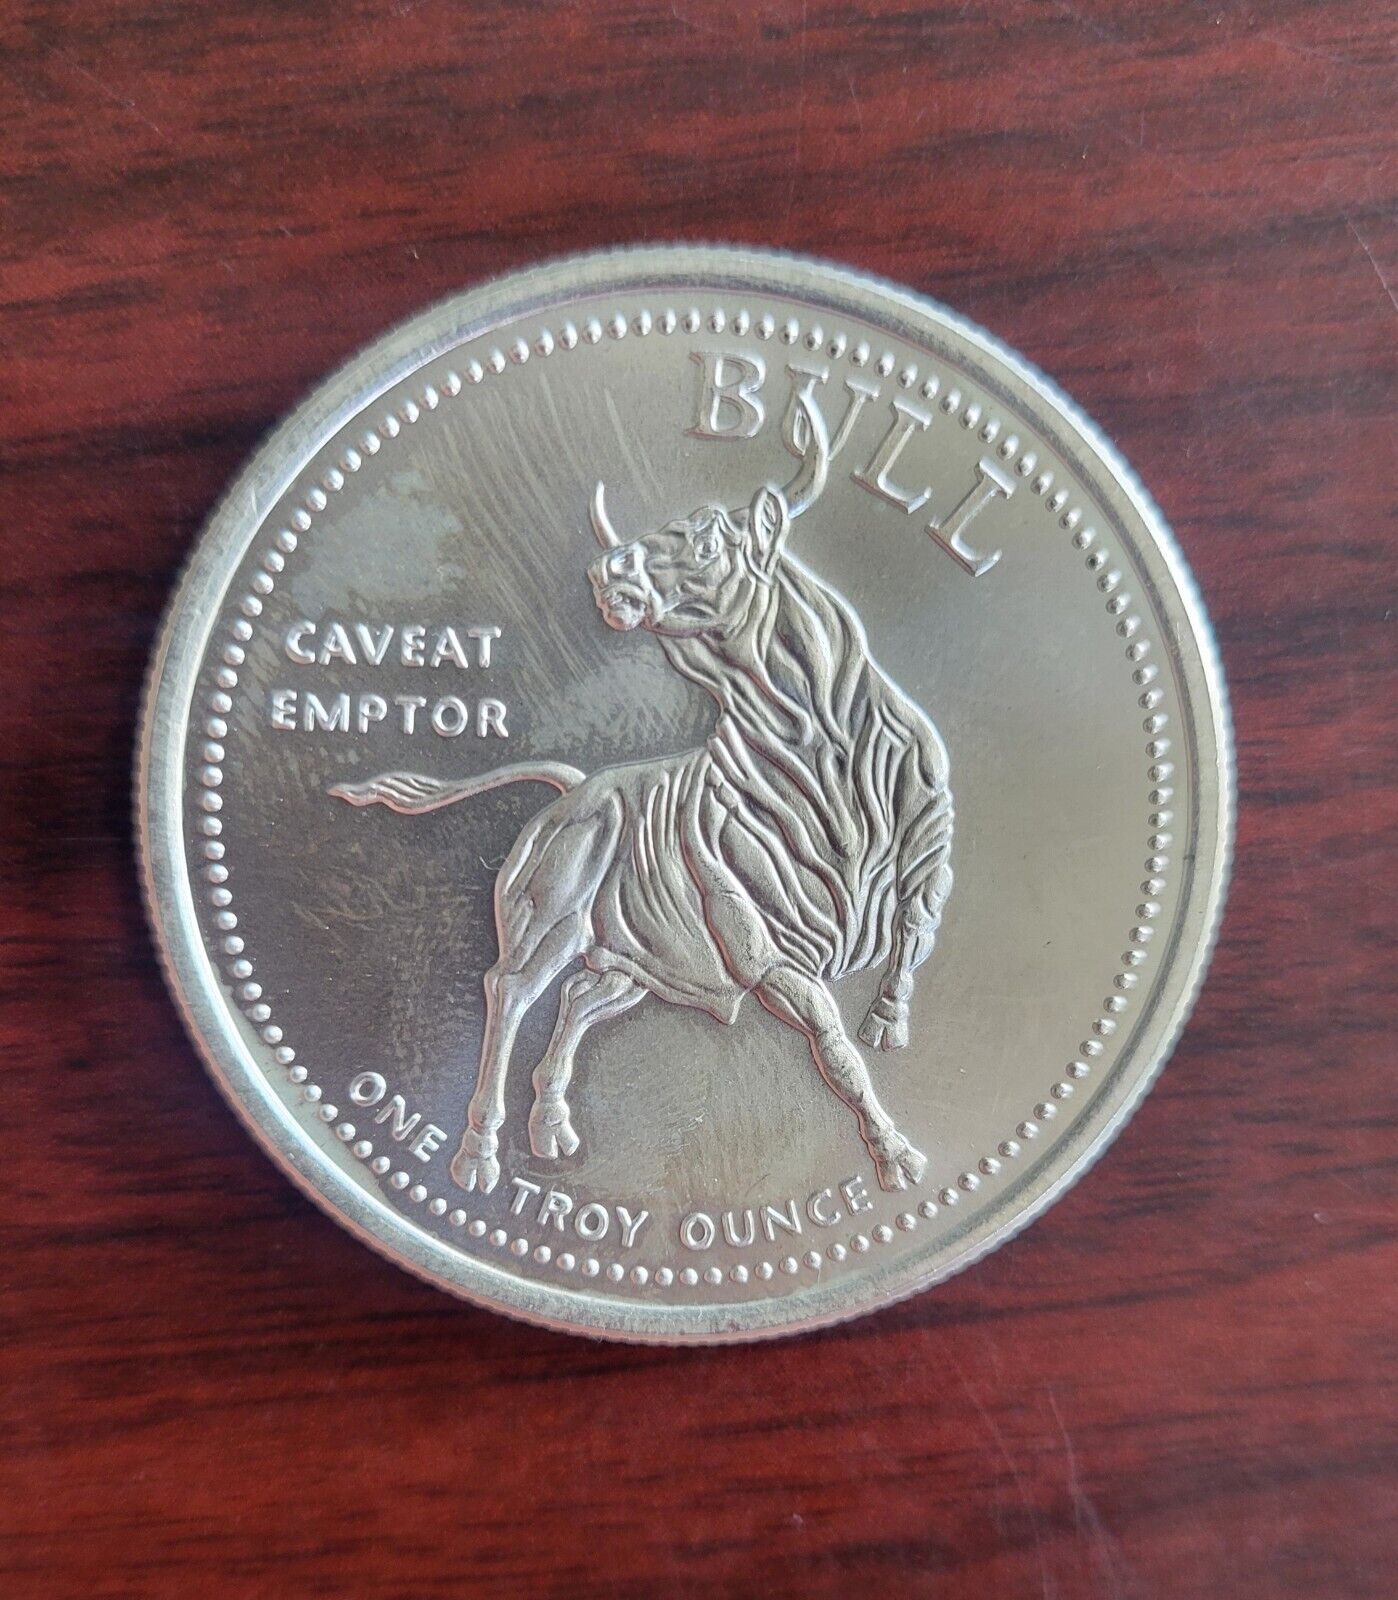 BULL
CAVEAT
EMPTOR
ONE TROY OUNCE